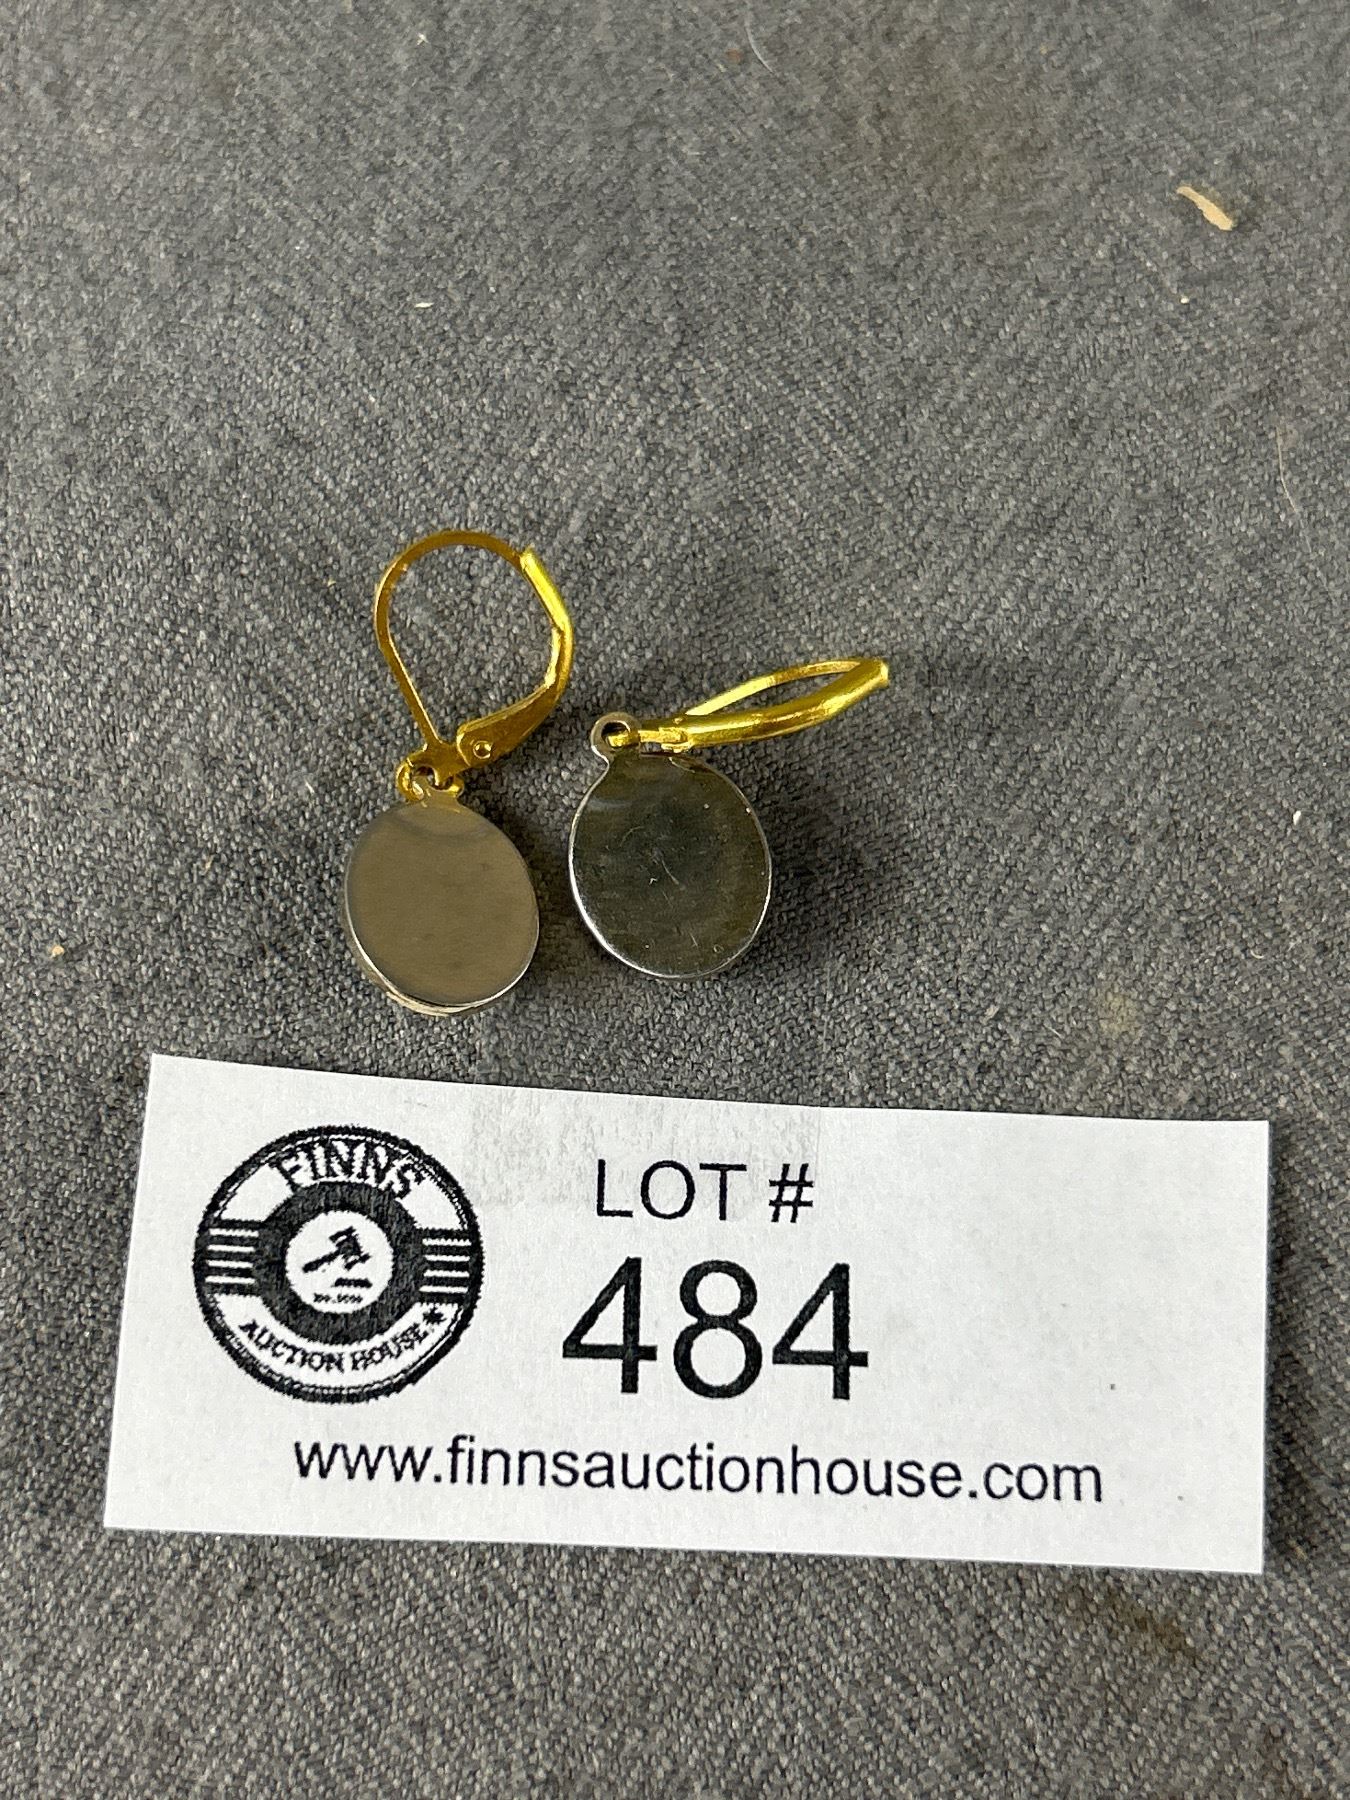 FINNS
AUCTION HOUSE
LOT #
484
www.finnsauctionhouse.com